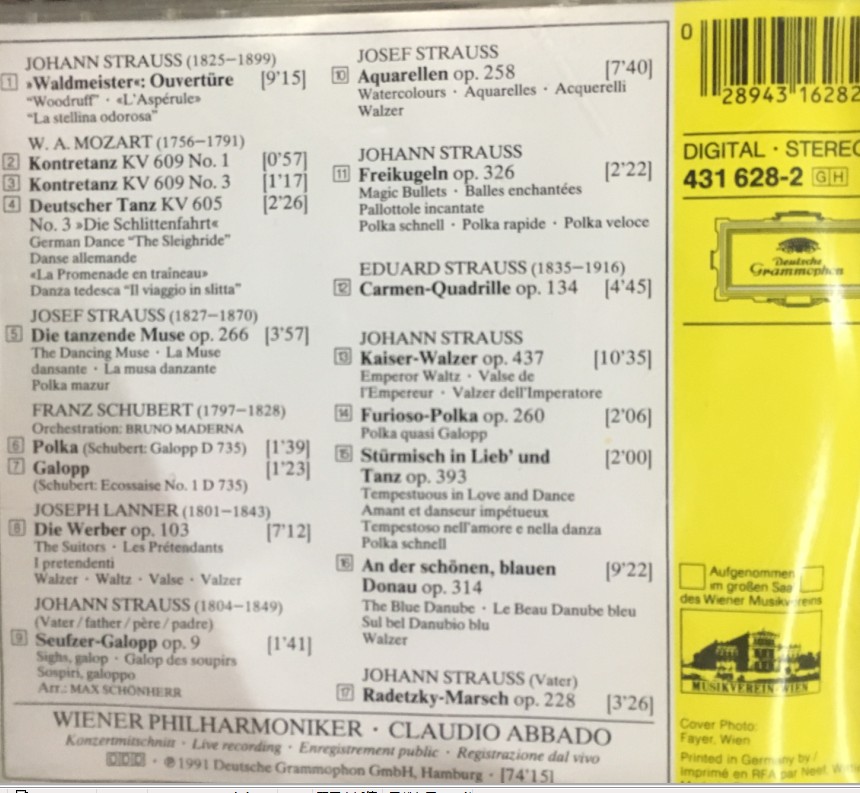 JOHANN STRAUSS (1825–1899)
1 »Waldmeister«: Ouvertüre [9'15]
"Woodruff" · «L'Aspérule»
"La stellina odorosa"
W. A. MOZART (1756–1791)
2 Kontretanz KV 609 No. 1 [0'57]
3 Kontretanz KV 609 No. 3 [1'17]
4 Deutscher Tanz KV 605 [2'26]
No. 3 »Die Schlittenfahrt«
German Dance "The Sleighride"
Danse allemande
«La Promenade en traîneau»
Danza tedesca "Il viaggio in slitta"
JOSEF STRAUSS (1827–1870)
5 Die tanzende Muse op. 266 [3'57]
The Dancing Muse · La Muse
dansante · La musa danzante
Polka mazur
FRANZ SCHUBERT (1797–1828)
Orchestration: BRUNO MADERNA
6 Polka (Schubert: Galopp D 735) [1'39]
7 Galopp [1'23]
(Schubert: Ecossaise No. 1 D 735)
JOSEPH LANNER (1801–1843)
8 Die Werber op. 103 [7'12]
The Suitors · Les Prétendants
I pretendenti
Walzer · Waltz · Valse · Valzer
JOHANN STRAUSS (1804–1849)
(Vater / father / père / padre)
9 Seufzer-Galopp op. 9 [1'41]
Sighs, galop · Galop des soupirs
Sospiri, galoppo
Arr.: MAX SCHÖNHERR
JOSEF STRAUSS
10 Aquarellen op. 258 [7'40]
Watercolours · Aquarelles · Acquerelli
Walzer
JOHANN STRAUSS
11 Freikugeln op. 326 [2'22]
Magic Bullets · Balles enchantées
Pallottole incantate
Polka schnell · Polka rapide · Polka veloce
EDUARD STRAUSS (1835–1916)
12 Carmen-Quadrille op. 134 [4'45]
JOHANN STRAUSS
13 Kaiser-Walzer op. 437 [10'35]
Emperor Waltz · Valse de
l'Empereur · Valzer dell'Imperatore
14 Furioso-Polka op. 260 [2'06]
Polka quasi Galopp
15 Stürmisch in Lieb' und [2'00]
Tanz op. 393
Tempestuous in Love and Dance
Amant et danseur impétueux
Tempestoso nell'amore e nella danza
Polka schnell
16 An der schönen, blauen [9'22]
Donau op. 314
The Blue Danube · Le Beau Danube bleu
Sul bel Danubio blu
Walzer
JOHANN STRAUSS (Vater)
17 Radetzky-Marsch op. 228 [3'26]
WIENER PHILHARMONIKER · CLAUDIO ABBADO
Konzertmitschnitt · Live recording · Enregistrement public · Registrazione dal vivo
DDD · ℗ 1991 Deutsche Grammophon GmbH, Hamburg · [74'15]
0 28943 16282
DIGITAL · STEREO
431 628-2 GH
Deutsche
Grammophon
Aufgenommen
im großen Saa
des Wiener Musikvereins
MUSIKVEREIN WIEN
Cover Photo:
Fayer, Wien
Printed in Germany by /
Imprimé en RFA par Neef,